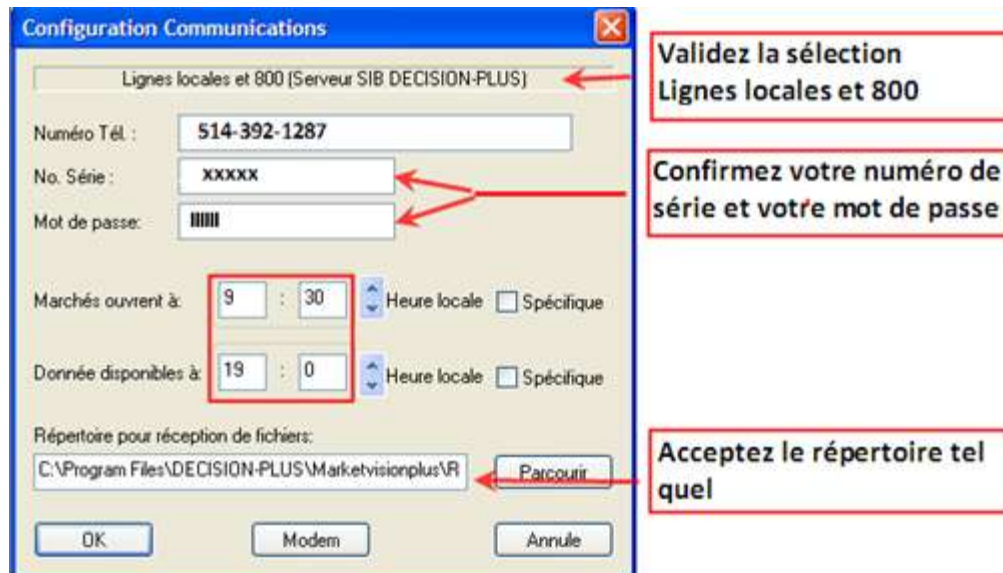 Configuration Communications
Lignes locales et 800 (Serveur SIB DECISION-PLUS)
Numéro Tél. :
514-392-1287
No. Série :
xxxxx
Mot de passe:
Marchés ouvrent à:
9 : 30
Heure locale
Spécifique
Donnée disponibles à:
19 : 0
Heure locale
Spécifique
Répertoire pour réception de fichiers:
C:\Program Files\DECISION-PLUS\Marketvisionplus\R
Parcourir
OK
Modem
Annule
Validez la sélection
Lignes locales et 800
Confirmez votre numéro de
série et votre mot de passe
Acceptez le répertoire tel
quel